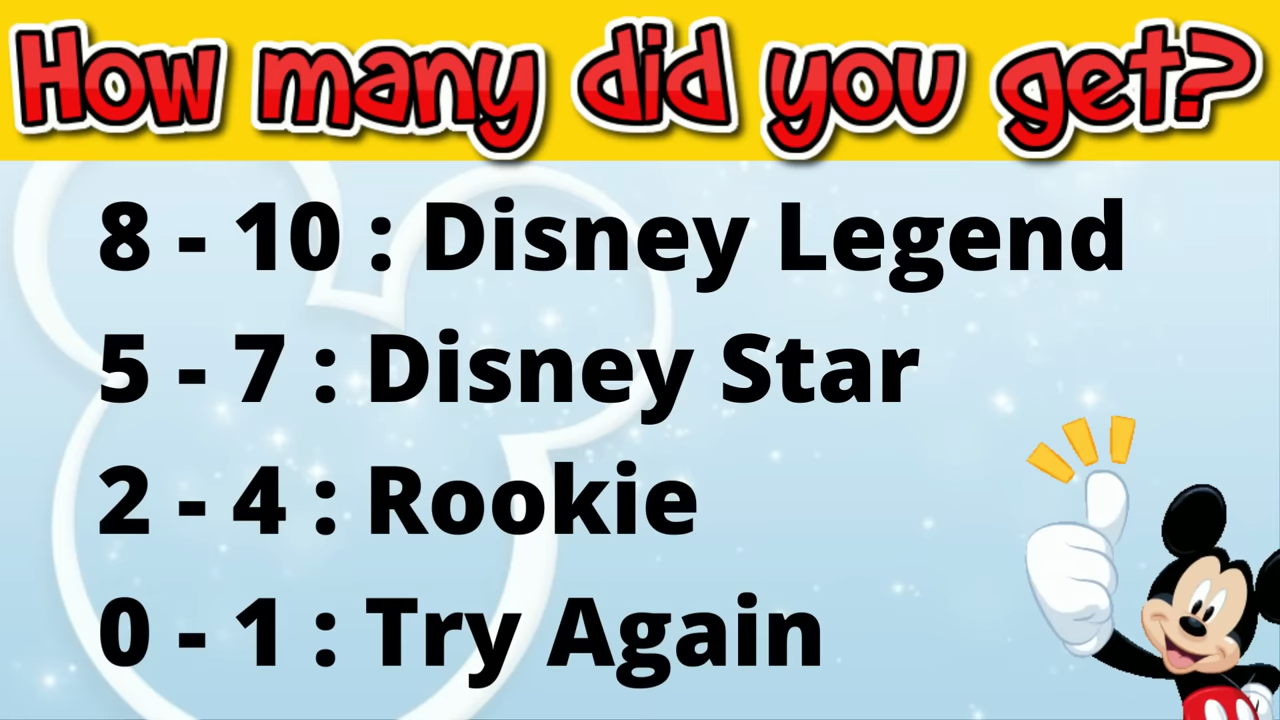 How many did you get?
8 - 10 : Disney Legend
5 - 7 : Disney Star
2 - 4 : Rookie
0 - 1 : Try Again